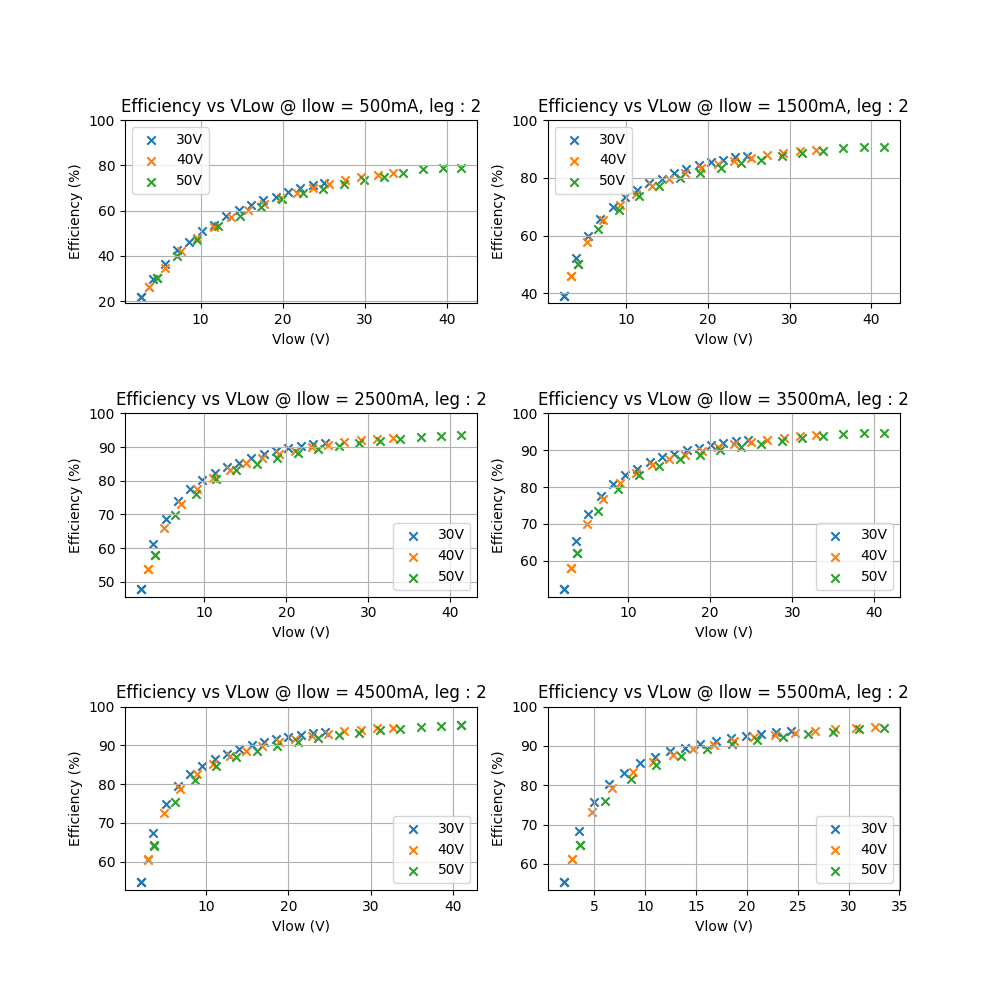 Efficiency vs VLow @ Ilow = 500mA, leg : 2
Efficiency (%)
100
80
60
40
20
30V
40V
50V
10 20 30 40
Vlow (V)
Efficiency vs VLow @ Ilow = 1500mA, leg : 2
Efficiency (%)
100
80
60
40
30V
40V
50V
10 20 30 40
Vlow (V)
Efficiency vs VLow @ Ilow = 2500mA, leg : 2
Efficiency (%)
100
90
80
70
60
50
30V
40V
50V
10 20 30 40
Vlow (V)
Efficiency vs VLow @ Ilow = 3500mA, leg : 2
Efficiency (%)
100
90
80
70
60
30V
40V
50V
10 20 30 40
Vlow (V)
Efficiency vs VLow @ Ilow = 4500mA, leg : 2
Efficiency (%)
100
90
80
70
60
30V
40V
50V
10 20 30 40
Vlow (V)
Efficiency vs VLow @ Ilow = 5500mA, leg : 2
Efficiency (%)
100
90
80
70
60
30V
40V
50V
5 10 15 20 25 30 35
Vlow (V)